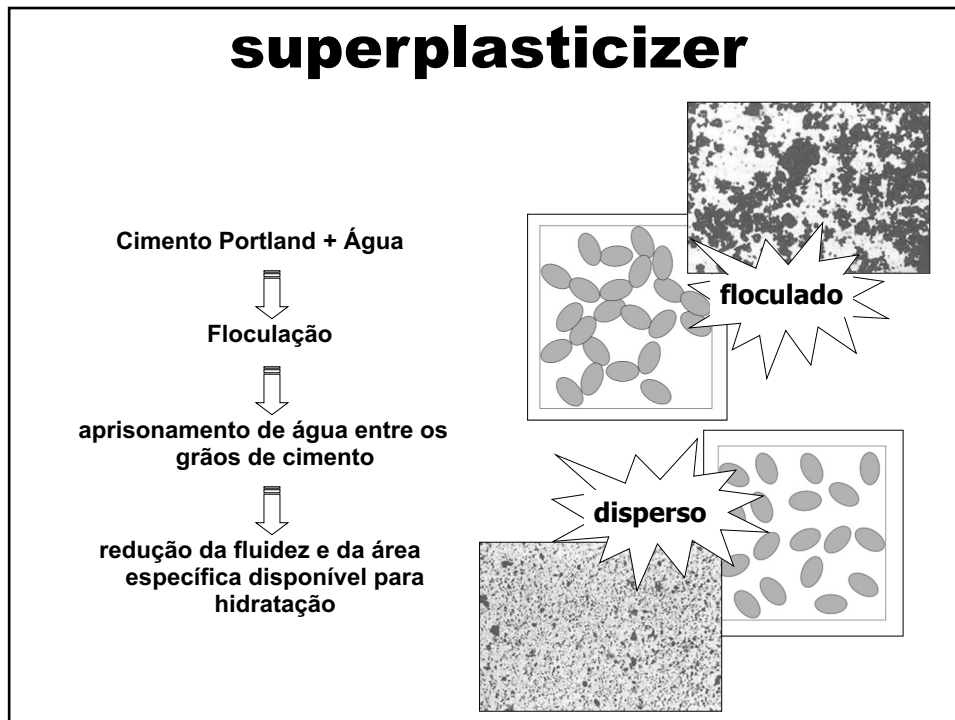 superplasticizer
Cimento Portland + Água
Floculação
aprisonamento de água entre os
grãos de cimento
redução da fluidez e da área
específica disponível para
hidratação
floculado
disperso